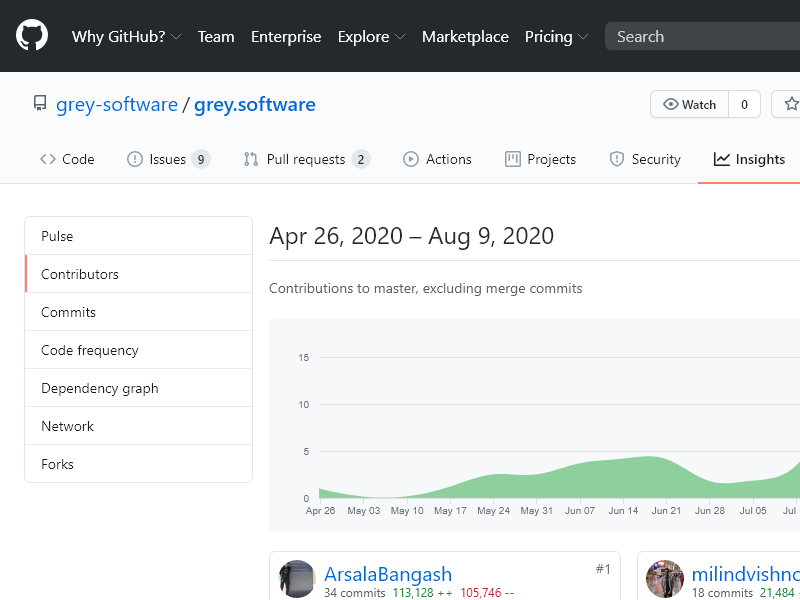 Why GitHub? Team Enterprise Explore Marketplace Pricing Search
grey-software / grey.software Watch 0
Code Issues 9 Pull requests 2 Actions Projects Security Insights
Pulse
Contributors
Commits
Code frequency
Dependency graph
Network
Forks
Apr 26, 2020 – Aug 9, 2020
Contributions to master, excluding merge commits
15
10
5
0
Apr 26 May 03 May 10 May 17 May 24 May 31 Jun 07 Jun 14 Jun 21 Jun 28 Jul 05 Jul
ArsalaBangash #1
34 commits 113,128 ++ 105,746 --
milindvishno
18 commits 21,484